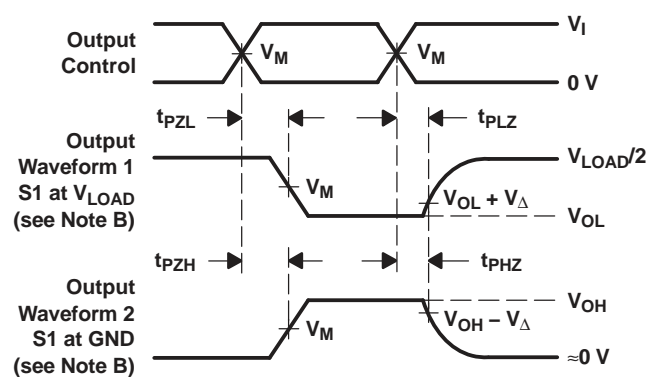 Output
Control
V_I
V_M
V_M
0 V
t_PZL
t_PLZ
Output
Waveform 1
S1 at V_LOAD
(see Note B)
V_LOAD/2
V_M
V_OL + V_Δ
V_OL
t_PZH
t_PHZ
Output
Waveform 2
S1 at GND
(see Note B)
V_OH
V_M
V_OH – V_Δ
≈0 V